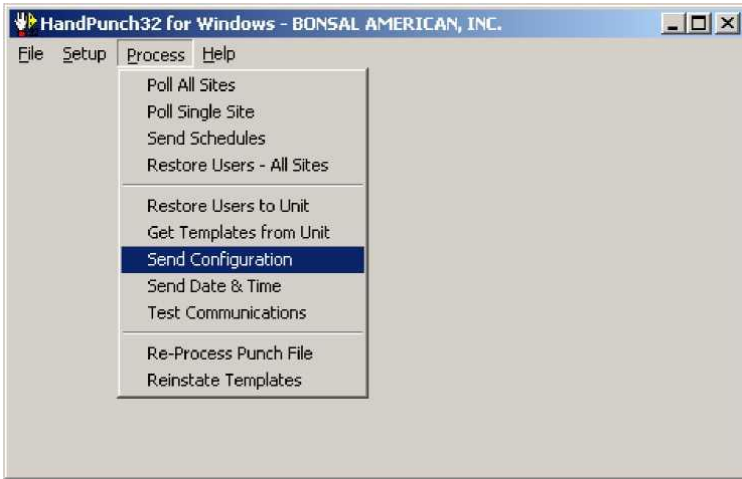 HandPunch32 for Windows - BONSAL AMERICAN, INC.
File Setup Process Help
Poll All Sites
Poll Single Site
Send Schedules
Restore Users - All Sites
Restore Users to Unit
Get Templates from Unit
Send Configuration
Send Date & Time
Test Communications
Re-Process Punch File
Reinstate Templates